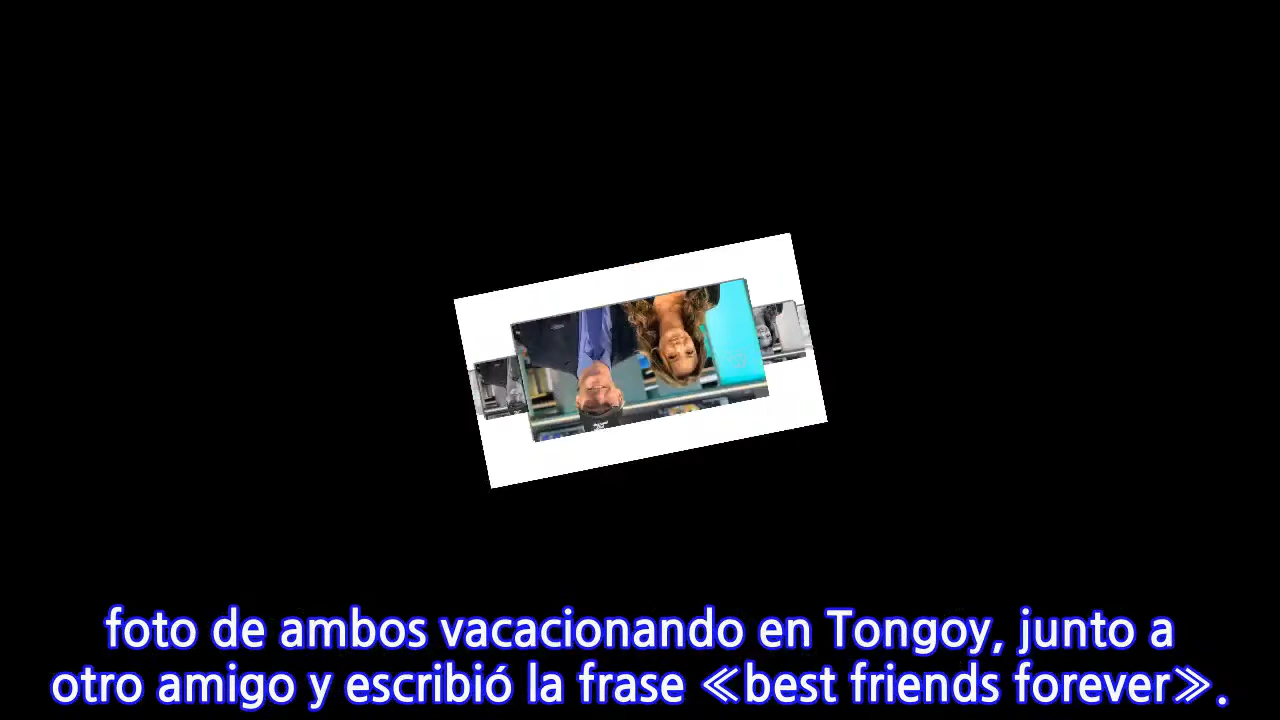 foto de ambos vacacionando en Tongoy, junto a
otro amigo y escribió la frase ≪best friends forever≫.